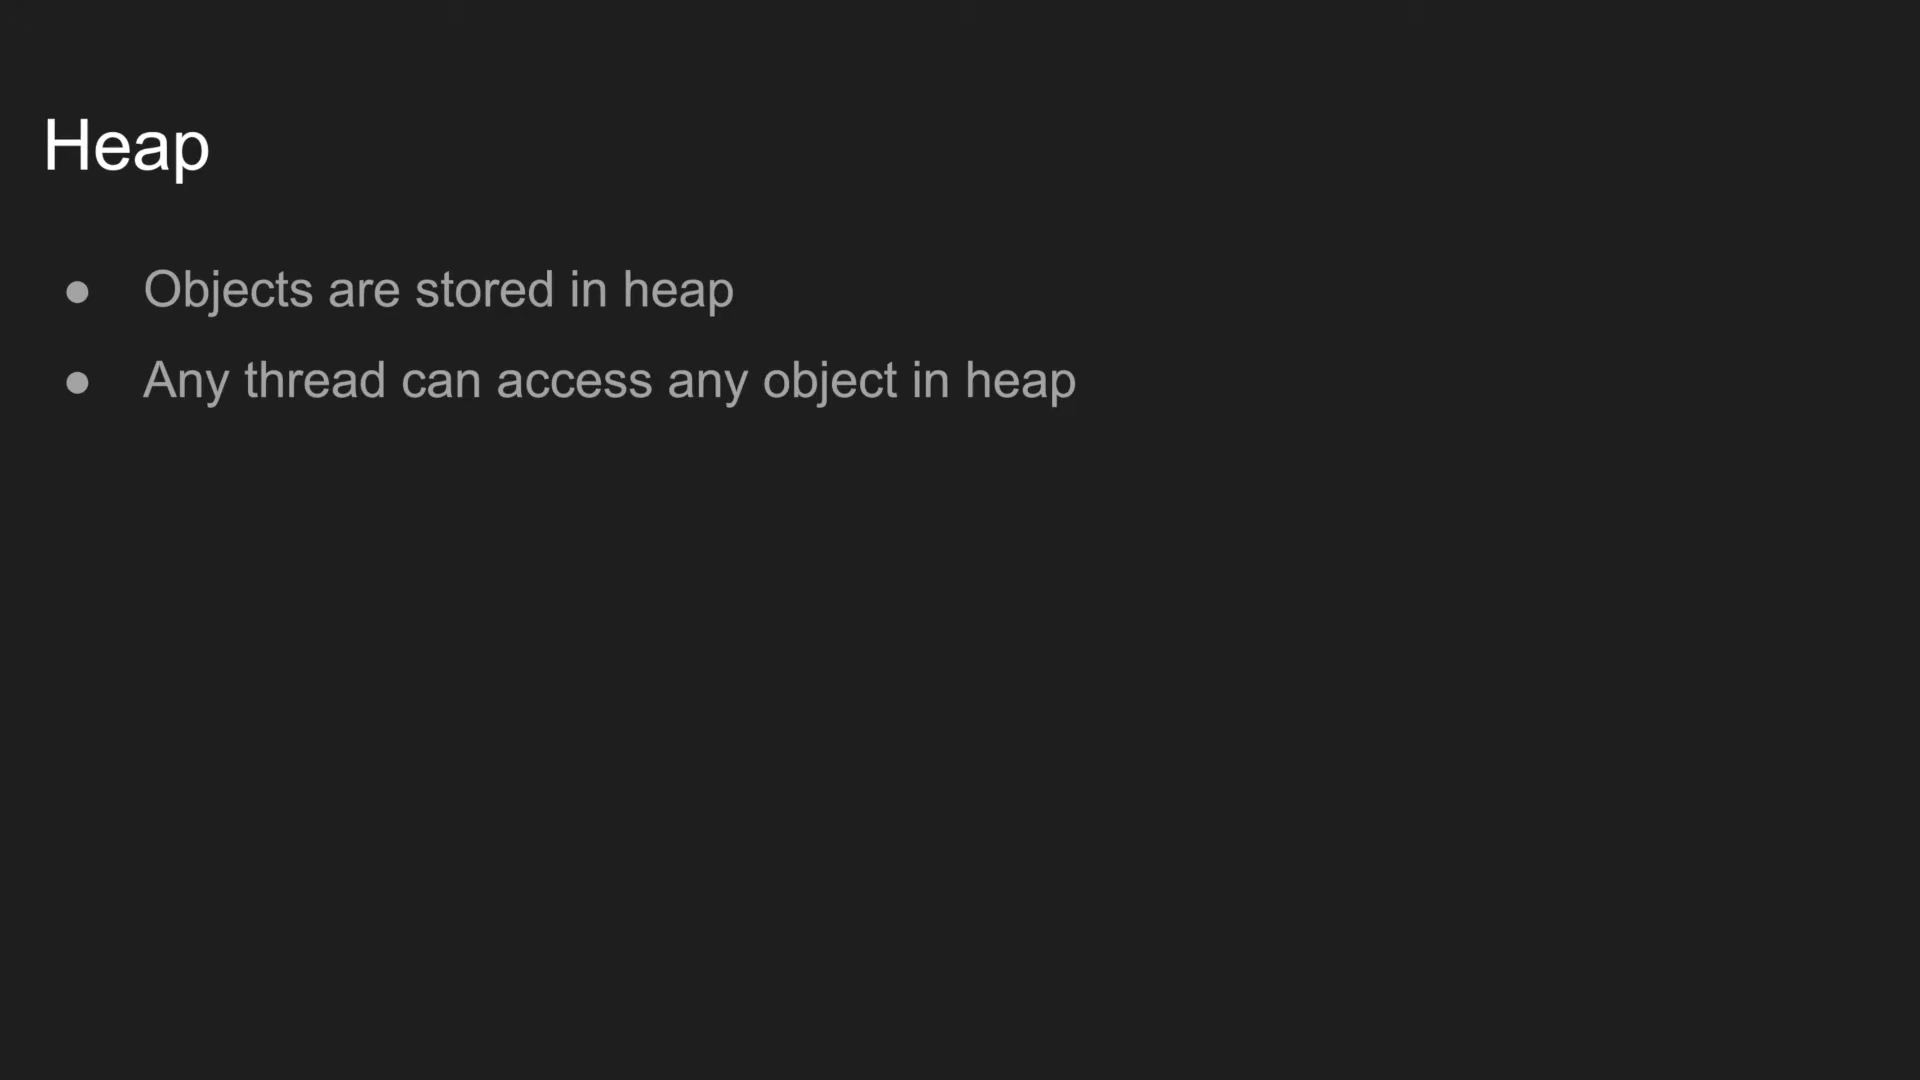 Heap
● Objects are stored in heap
● Any thread can access any object in heap